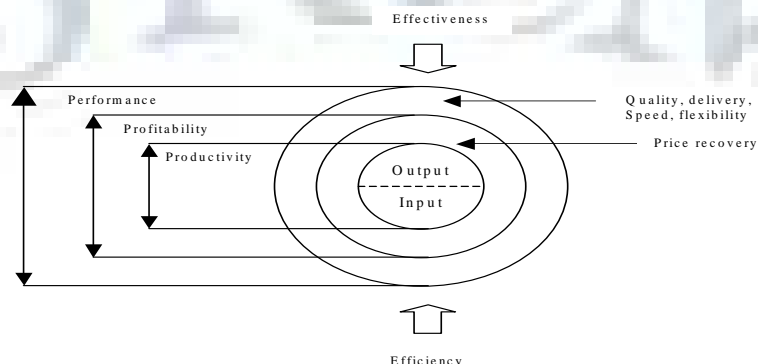 Effectiveness
Performance
Quality, delivery,
Speed, flexibility
Profitability
Price recovery
Productivity
Output
Input
Efficiency